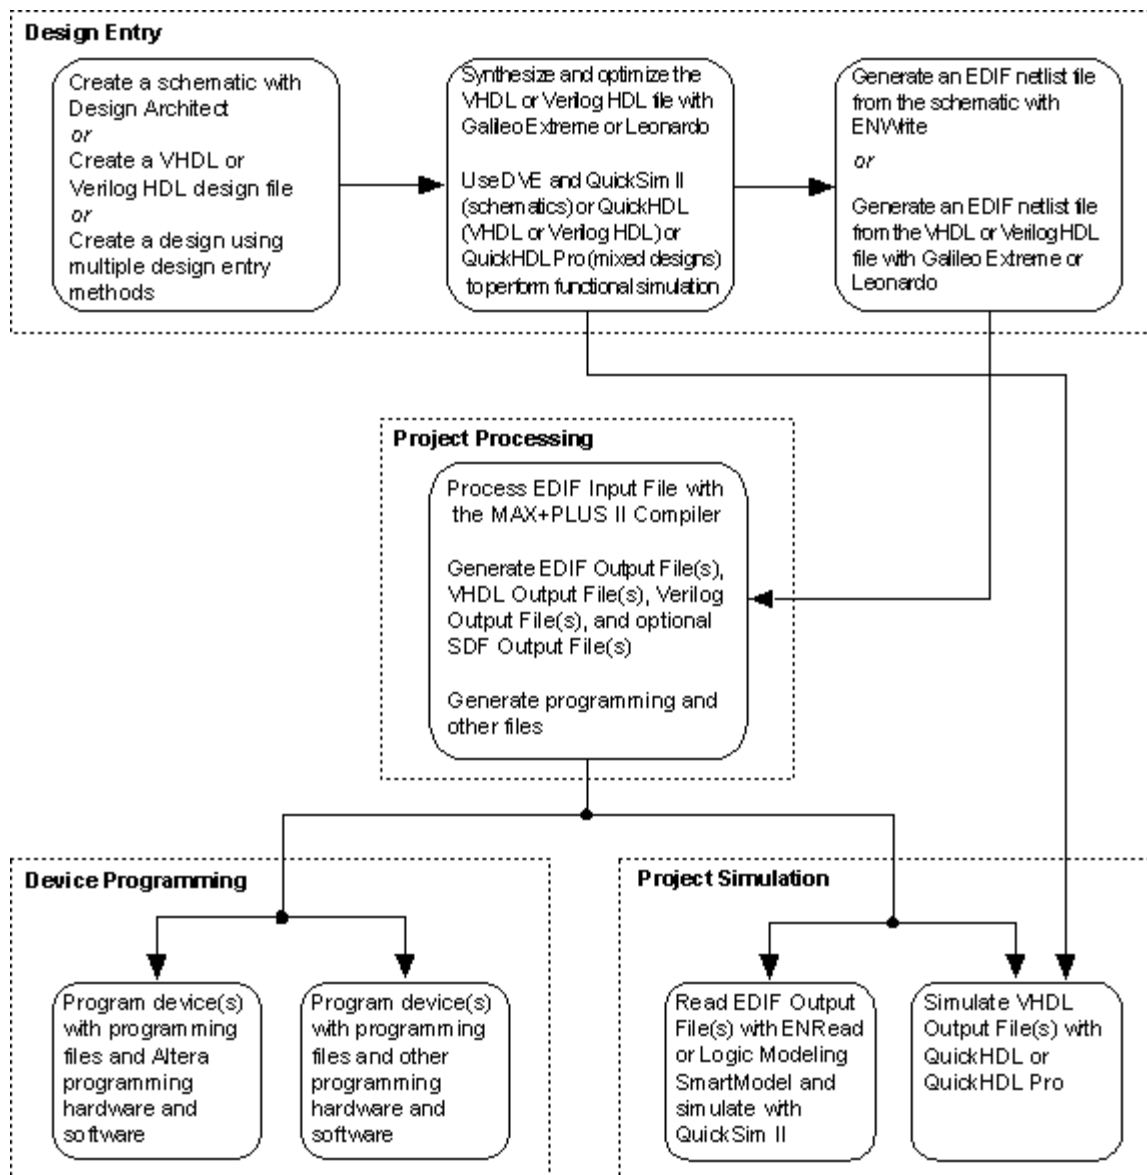 Design Entry
Create a schematic with
Design Architect
or
Create a VHDL or
Verilog HDL design file
or
Create a design using
multiple design entry
methods
Synthesize and optimize the
VHDL or Verilog HDL file with
Galileo Extreme or Leonardo
Use DVE and QuickSim II
(schematics) or QuickHDL
(VHDL or Verilog HDL) or
QuickHDL Pro (mixed designs)
to perform functional simulation
Generate an EDIF netlist file
from the schematic with
ENWrite
or
Generate an EDIF netlist file
from the VHDL or Verilog HDL
file with Galileo Extreme or
Leonardo
Project Processing
Process EDIF Input File with
the MAX+PLUS II Compiler
Generate EDIF Output File(s),
VHDL Output File(s), Verilog
Output File(s), and optional
SDF Output File(s)
Generate programming and
other files
Device Programming
Program device(s)
with programming
files and Altera
programming
hardware and
software
Program device(s)
with programming
files and other
programming
hardware and
software
Project Simulation
Read EDIF Output
File(s) with ENRead
or Logic Modeling
SmartModel and
simulate with
QuickSim II
Simulate VHDL
Output File(s) with
QuickHDL or
QuickHDL Pro